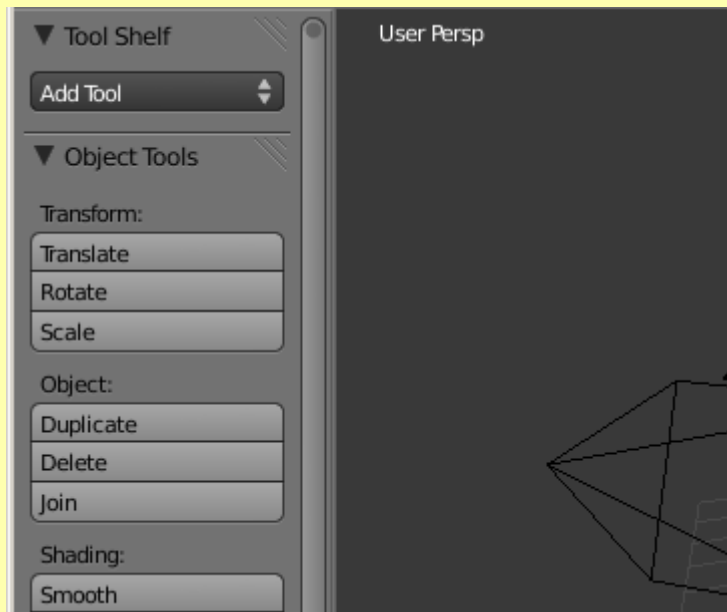 Tool Shelf
Add Tool
Object Tools
Transform:
Translate
Rotate
Scale
Object:
Duplicate
Delete
Join
Shading:
Smooth
User Persp